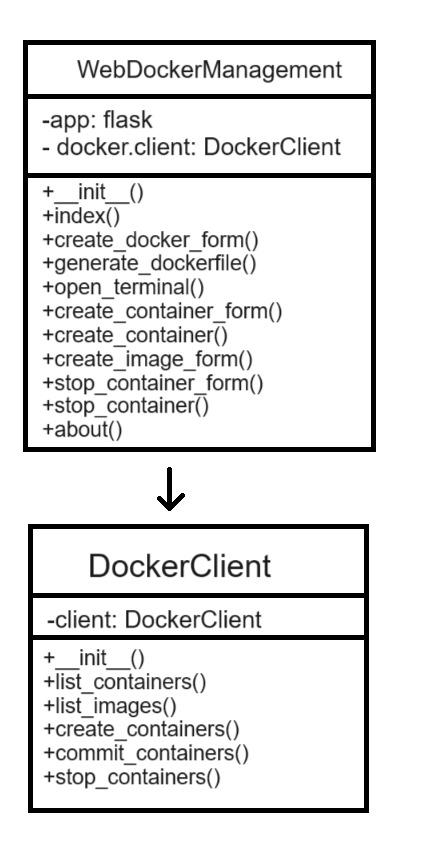 WebDockerManagement
-app: flask
- docker.client: DockerClient
+__init__()
+index()
+create_docker_form()
+generate_dockerfile()
+open_terminal()
+create_container_form()
+create_container()
+create_image_form()
+stop_container_form()
+stop_container()
+about()
DockerClient
-client: DockerClient
+__init__()
+list_containers()
+list_images()
+create_containers()
+commit_containers()
+stop_containers()